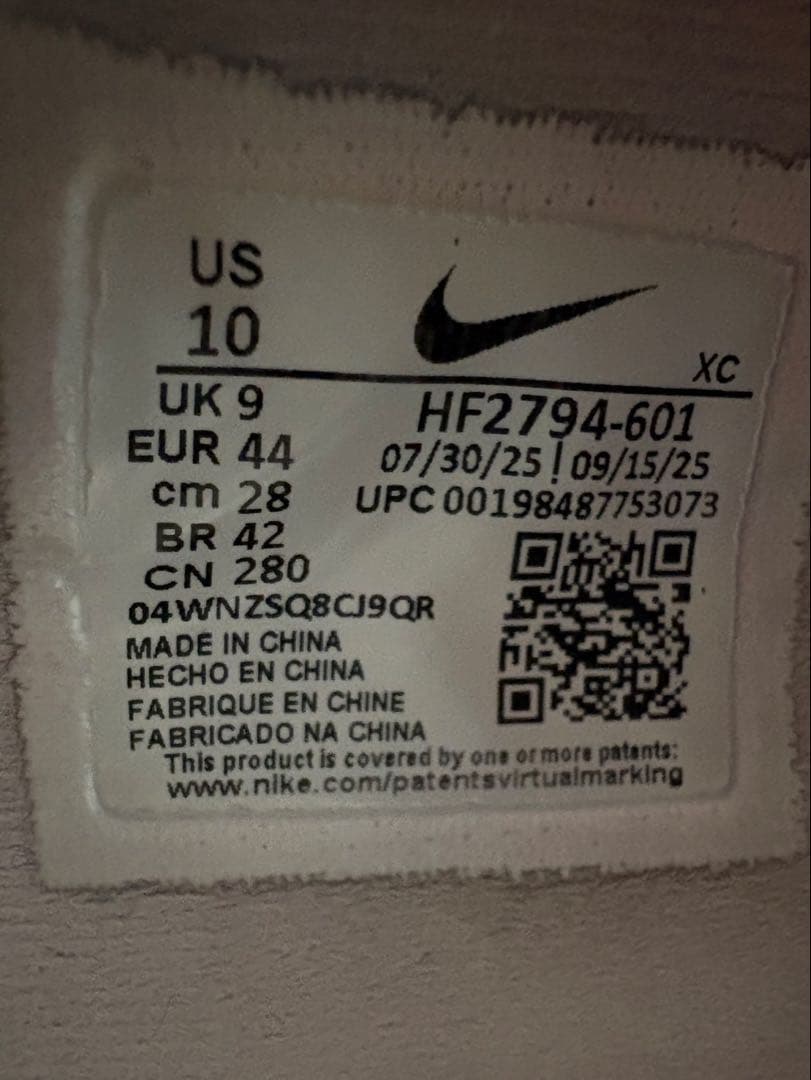 US
10
XC
UK 9
HF2794-601
EUR 44
07/30/25 | 09/15/25
cm 28
UPC 00198487753073
BR 42
CN 280
04WNZSQ8CJ9QR
MADE IN CHINA
HECHO EN CHINA
FABRIQUE EN CHINE
FABRICADO NA CHINA
This product is covered by one or more patents:
www.nike.com/patentsvirtualmarking